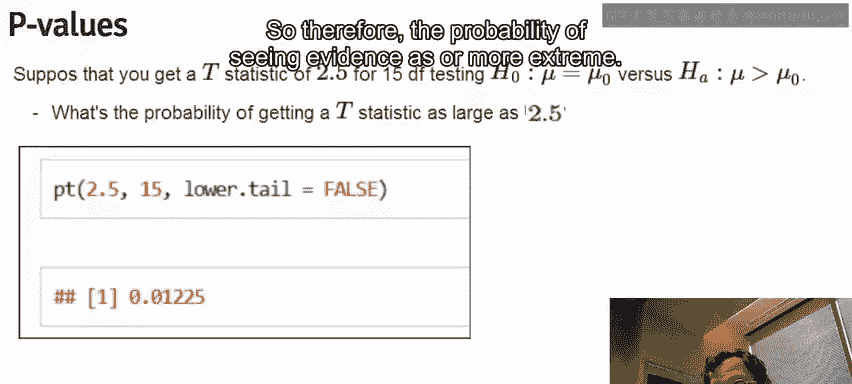 P-values
So therefore, the probability of
seeing evidence as or more extreme.
Suppos that you get a T statistic of 2.5 for 15 df testing H₀ : μ = μ₀ versus Hₐ : μ > μ₀.
- What's the probability of getting a T statistic as large as 2.5
pt(2.5, 15, lower.tail = FALSE)
## [1] 0.01225